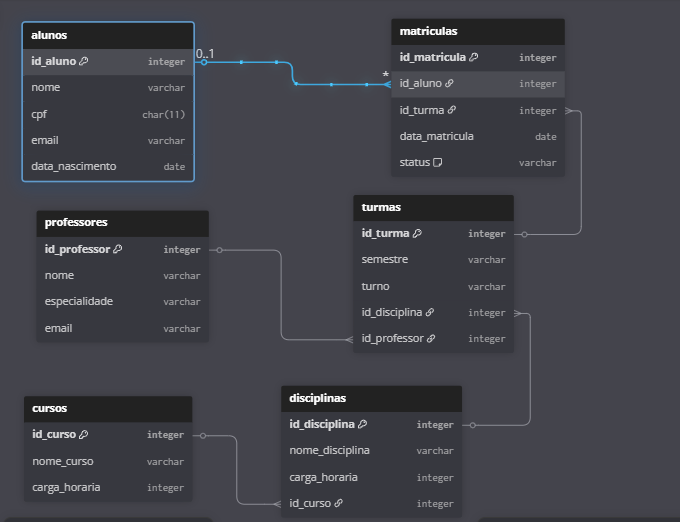 alunos
id_aluno integer
nome varchar
cpf char(11)
email varchar
data_nascimento date
0..1
*
matriculas
id_matricula integer
id_aluno integer
id_turma integer
data_matricula date
status varchar
professores
id_professor integer
nome varchar
especialidade varchar
email varchar
turmas
id_turma integer
semestre varchar
turno varchar
id_disciplina integer
id_professor integer
cursos
id_curso integer
nome_curso varchar
carga_horaria integer
disciplinas
id_disciplina integer
nome_disciplina varchar
carga_horaria integer
id_curso integer